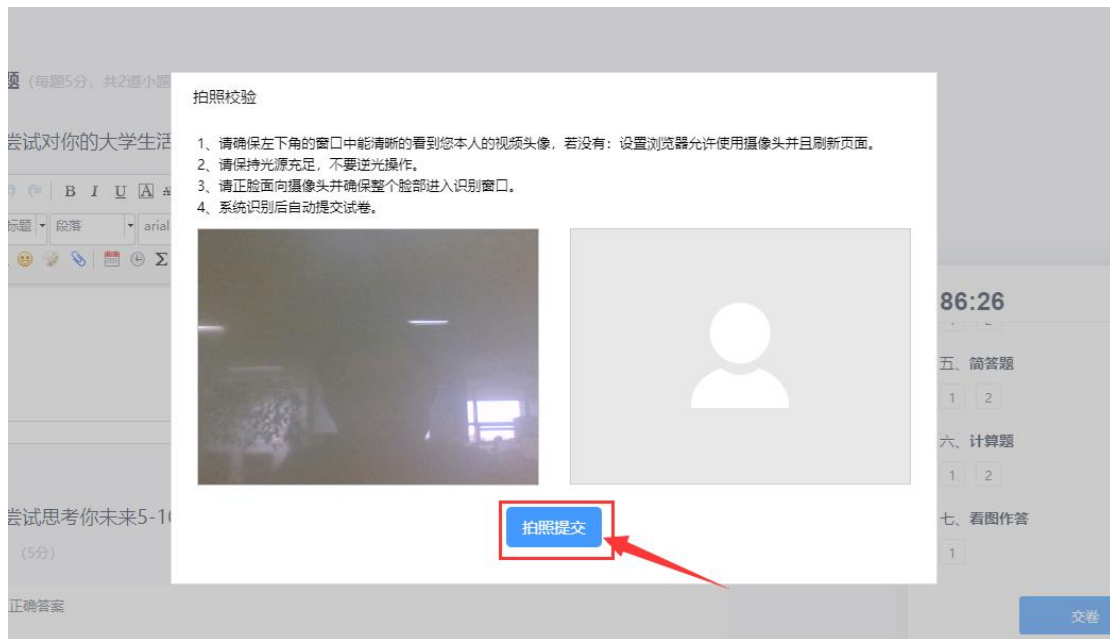 题（每题5分，共2道小题
拍照校验
尝试对你的大学生活
1、请确保左下角的窗口中能清晰的看到您本人的视频头像，若没有：设置浏览器允许使用摄像头并且刷新页面。
2、请保持光源充足，不要逆光操作。
3、请正脸面向摄像头并确保整个脸部进入识别窗口。
4、系统识别后自动提交试卷。
B I U A
标题 段落 arial
Σ
86:26
五、简答题
1 2
六、计算题
1 2
尝试思考你未来5-10
（5分）
拍照提交
七、看图作答
1
正确答案
交卷